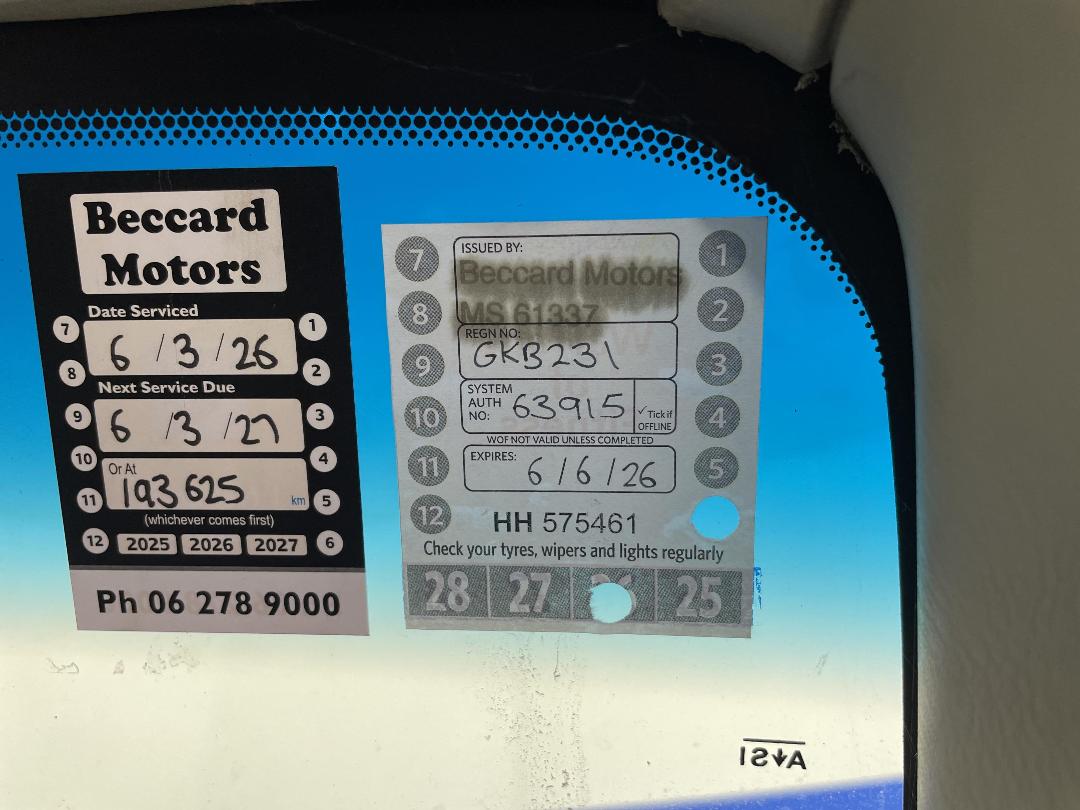 Beccard
Motors
Date Serviced
6 / 3 / 26
Next Service Due
6 / 3 / 27
Or At
193 625 km
(whichever comes first)
7
8
9
10
11
12
1
2
3
4
5
6
2025 2026 2027
Ph 06 278 9000
7
8
9
10
11
12
1
2
3
4
5
ISSUED BY:
Beccard Motors
MS 61337
REGN NO:
GKB231
SYSTEM
AUTH
NO: 63915
✓ Tick if
OFFLINE
WOF NOT VALID UNLESS COMPLETED
EXPIRES:
6 / 6 / 26
HH 575461
Check your tyres, wipers and lights regularly
28 27 26 25
AS1